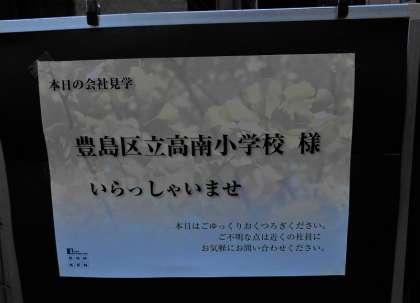 本日の会社見学
豊島区立高南小学校 様
いらっしゃいませ
本日はごゆっくりおくつろぎください。
ご不明な点は近くの社員に
お気軽にお問い合わせください。